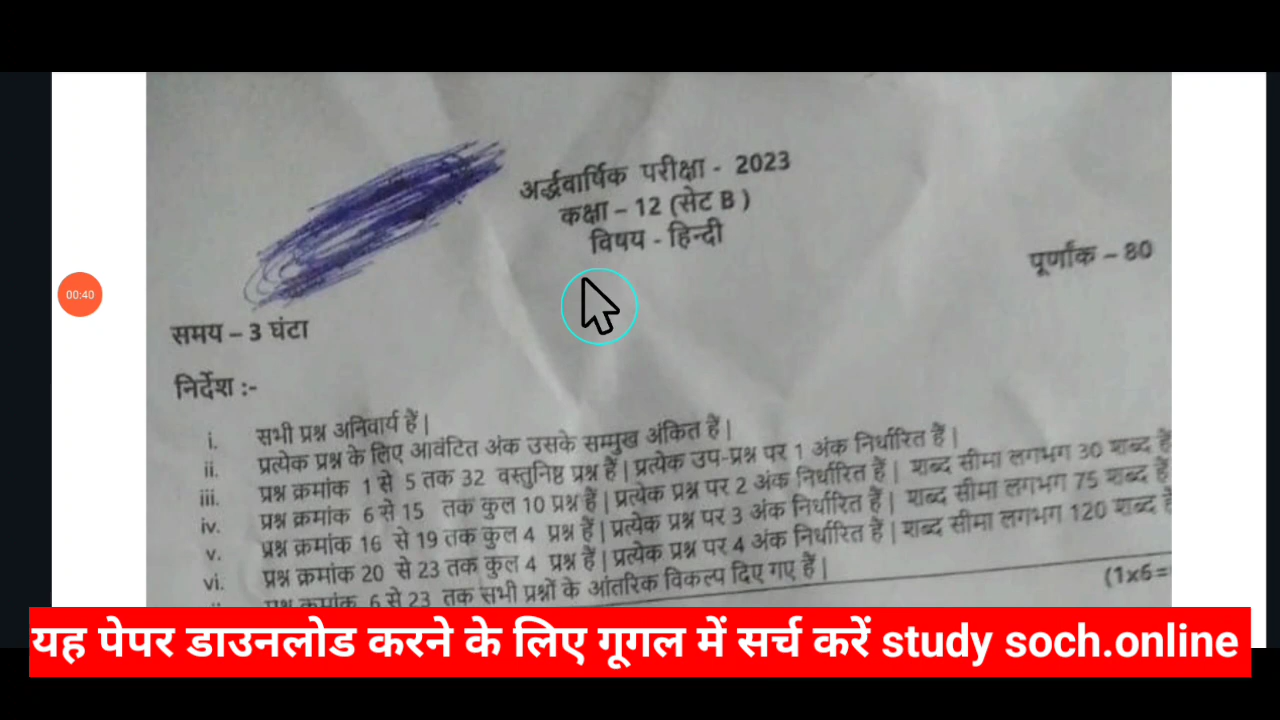 अर्द्धवार्षिक परीक्षा - 2023
कक्षा – 12 (सेट B )
विषय - हिन्दी
पूर्णांक – 80
00:40
समय – 3 घंटा
निर्देश :-
i. सभी प्रश्न अनिवार्य हैं |
ii. प्रत्येक प्रश्न के लिए आवंटित अंक उसके सम्मुख अंकित हैं |
iii. प्रश्न क्रमांक 1 से 5 तक 32 वस्तुनिष्ठ प्रश्न हैं | प्रत्येक उप-प्रश्न पर 1 अंक निर्धारित हैं |
iv. प्रश्न क्रमांक 6 से 15 तक कुल 10 प्रश्न हैं | प्रत्येक प्रश्न पर 2 अंक निर्धारित हैं | शब्द सीमा लगभग 30 शब्द हैं
v. प्रश्न क्रमांक 16 से 19 तक कुल 4 प्रश्न हैं | प्रत्येक प्रश्न पर 3 अंक निर्धारित हैं | शब्द सीमा लगभग 75 शब्द हैं
vi. प्रश्न क्रमांक 20 से 23 तक कुल 4 प्रश्न हैं | प्रत्येक प्रश्न पर 4 अंक निर्धारित हैं | शब्द सीमा लगभग 120 शब्द हैं
प्रश्न क्रमांक 6 से 23 तक सभी प्रश्नों के आंतरिक विकल्प दिए गए हैं |
(1x6=
यह पेपर डाउनलोड करने के लिए गूगल में सर्च करें study soch.online